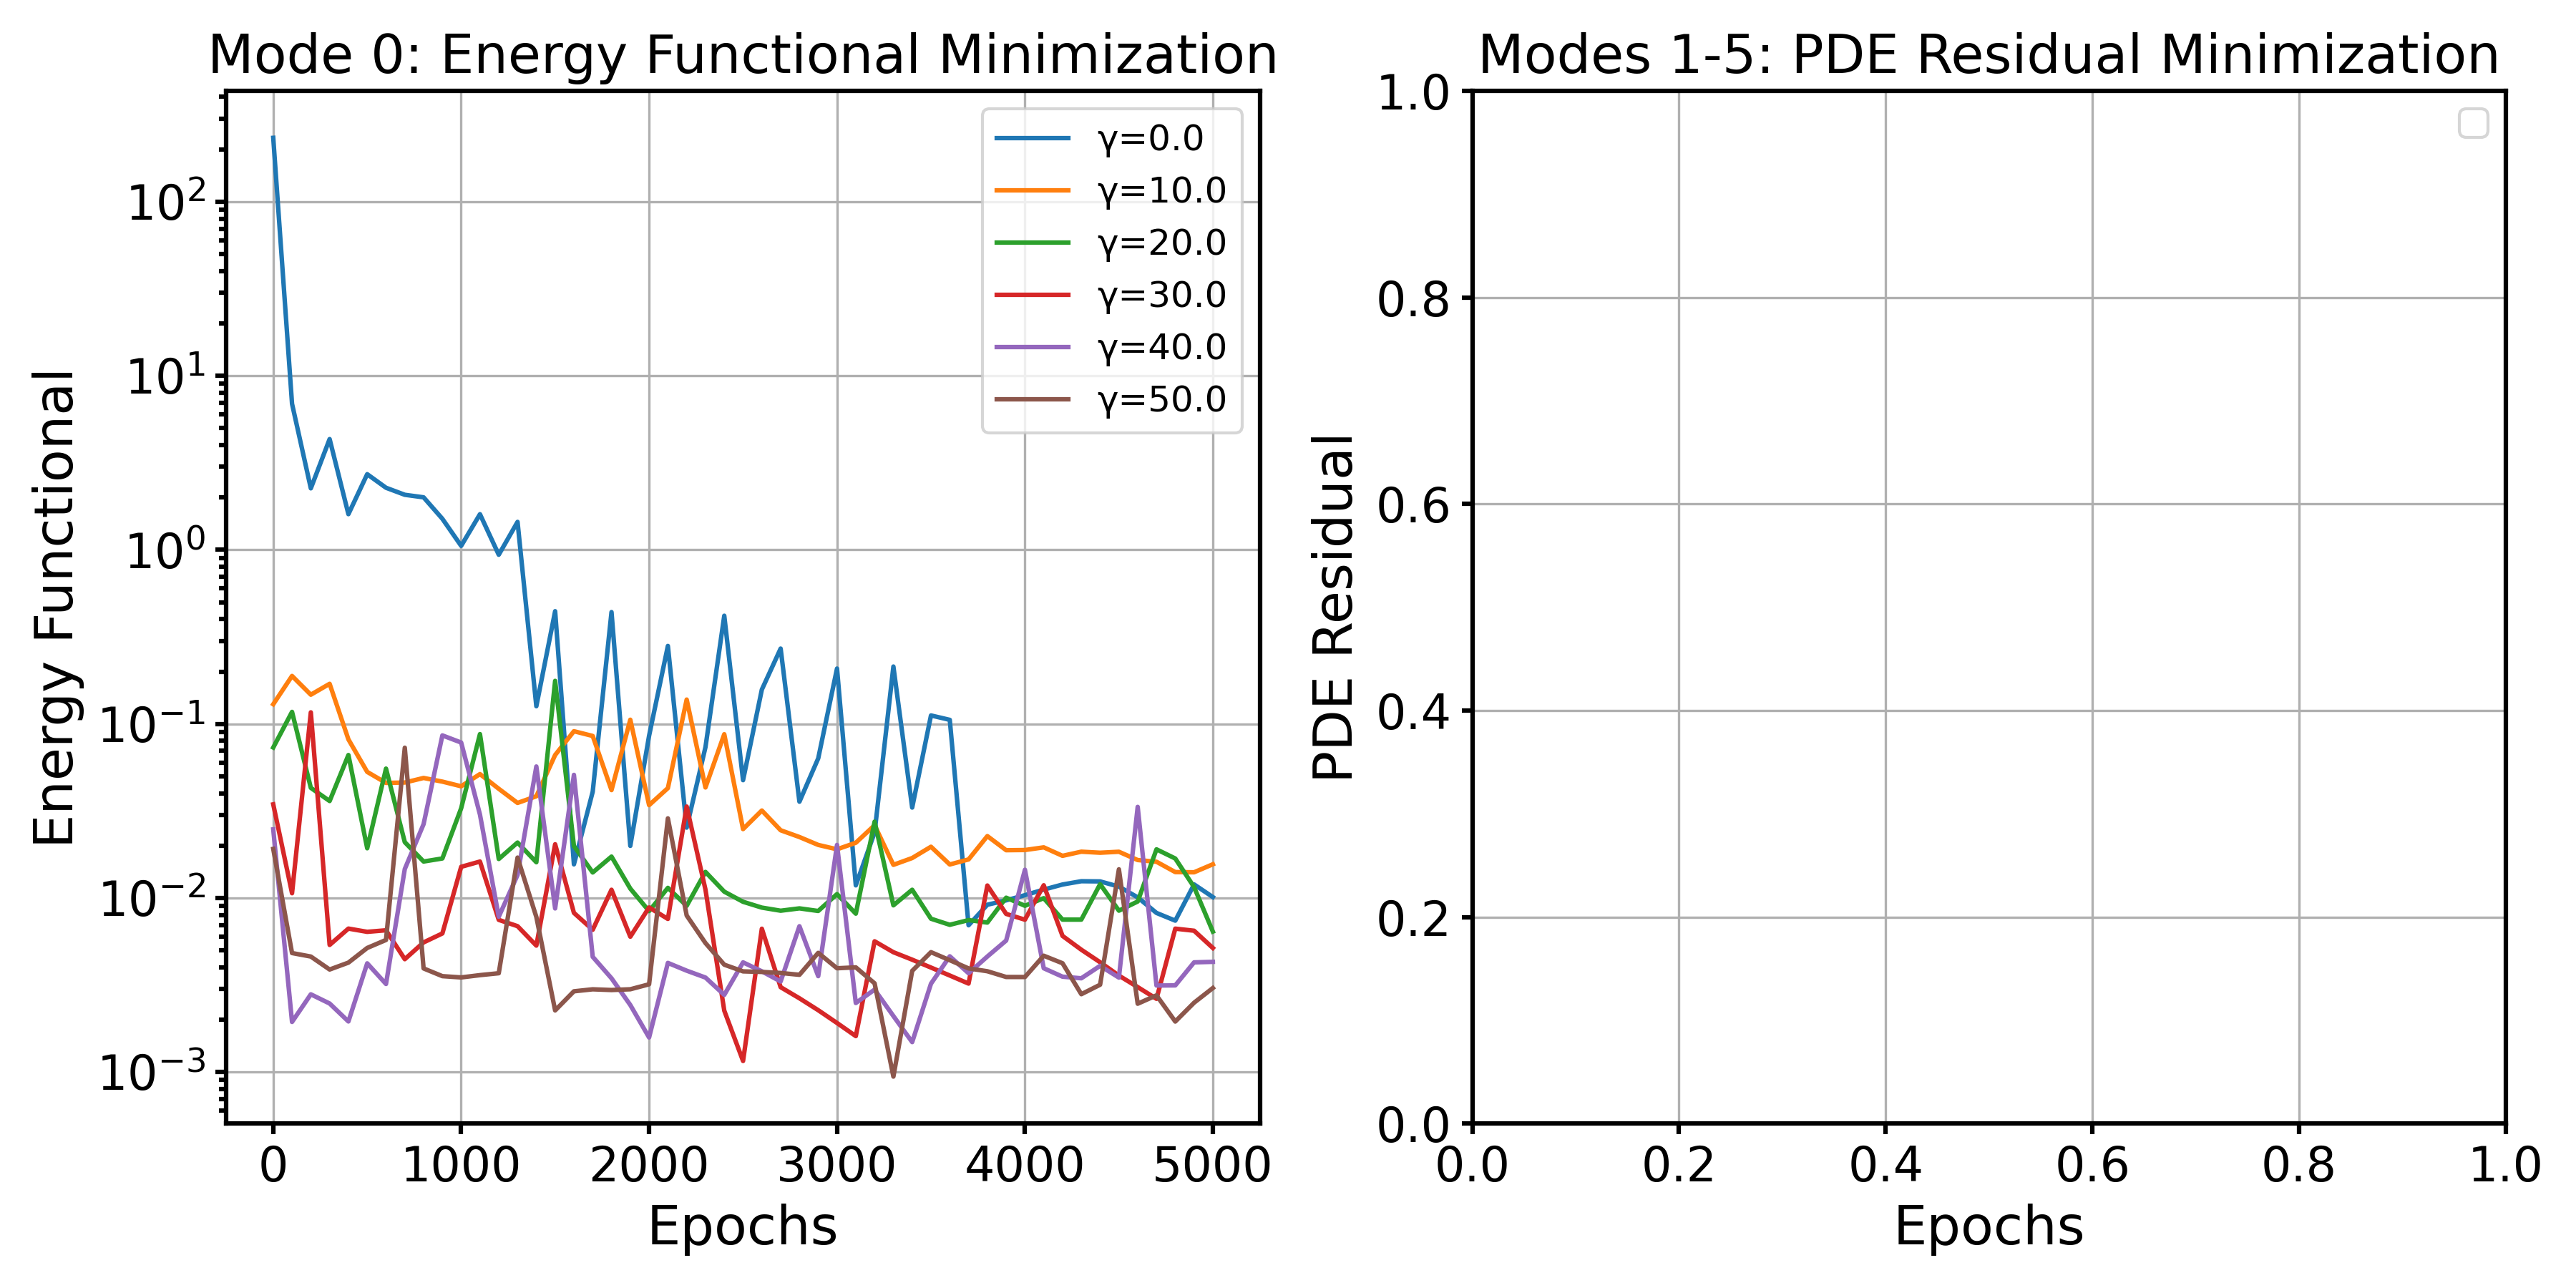 Mode 0: Energy Functional Minimization
Energy Functional
10²
10¹
10⁰
10⁻¹
10⁻²
10⁻³
0 1000 2000 3000 4000 5000
Epochs
γ=0.0
γ=10.0
γ=20.0
γ=30.0
γ=40.0
γ=50.0
Modes 1-5: PDE Residual Minimization
PDE Residual
1.0
0.8
0.6
0.4
0.2
0.0
0.0 0.2 0.4 0.6 0.8 1.0
Epochs